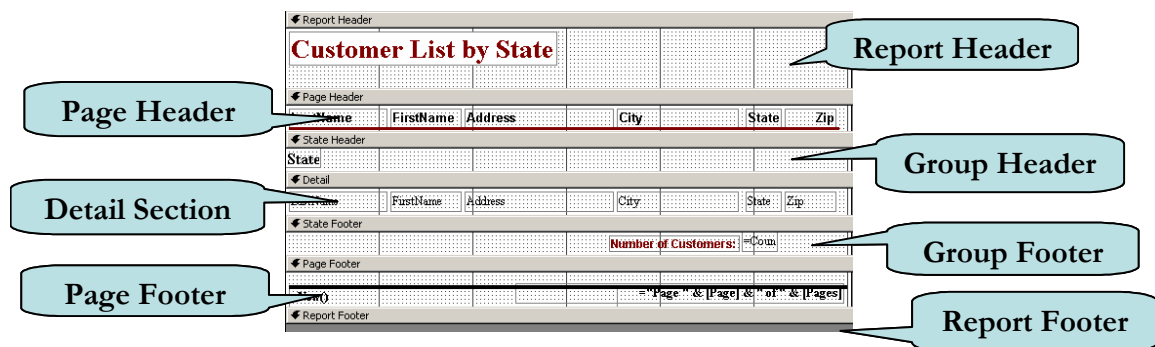 Report Header
Customer List by State
Report Header
Page Header
Page Header
Name FirstName Address City State Zip
State Header
State
Group Header
Detail
Detail Section
FirstName Address City State Zip
State Footer
Number of Customers: =Coun
Group Footer
Page Footer
Page Footer
="Page " & [Page] & " of " & [Pages]
Report Footer
Report Footer